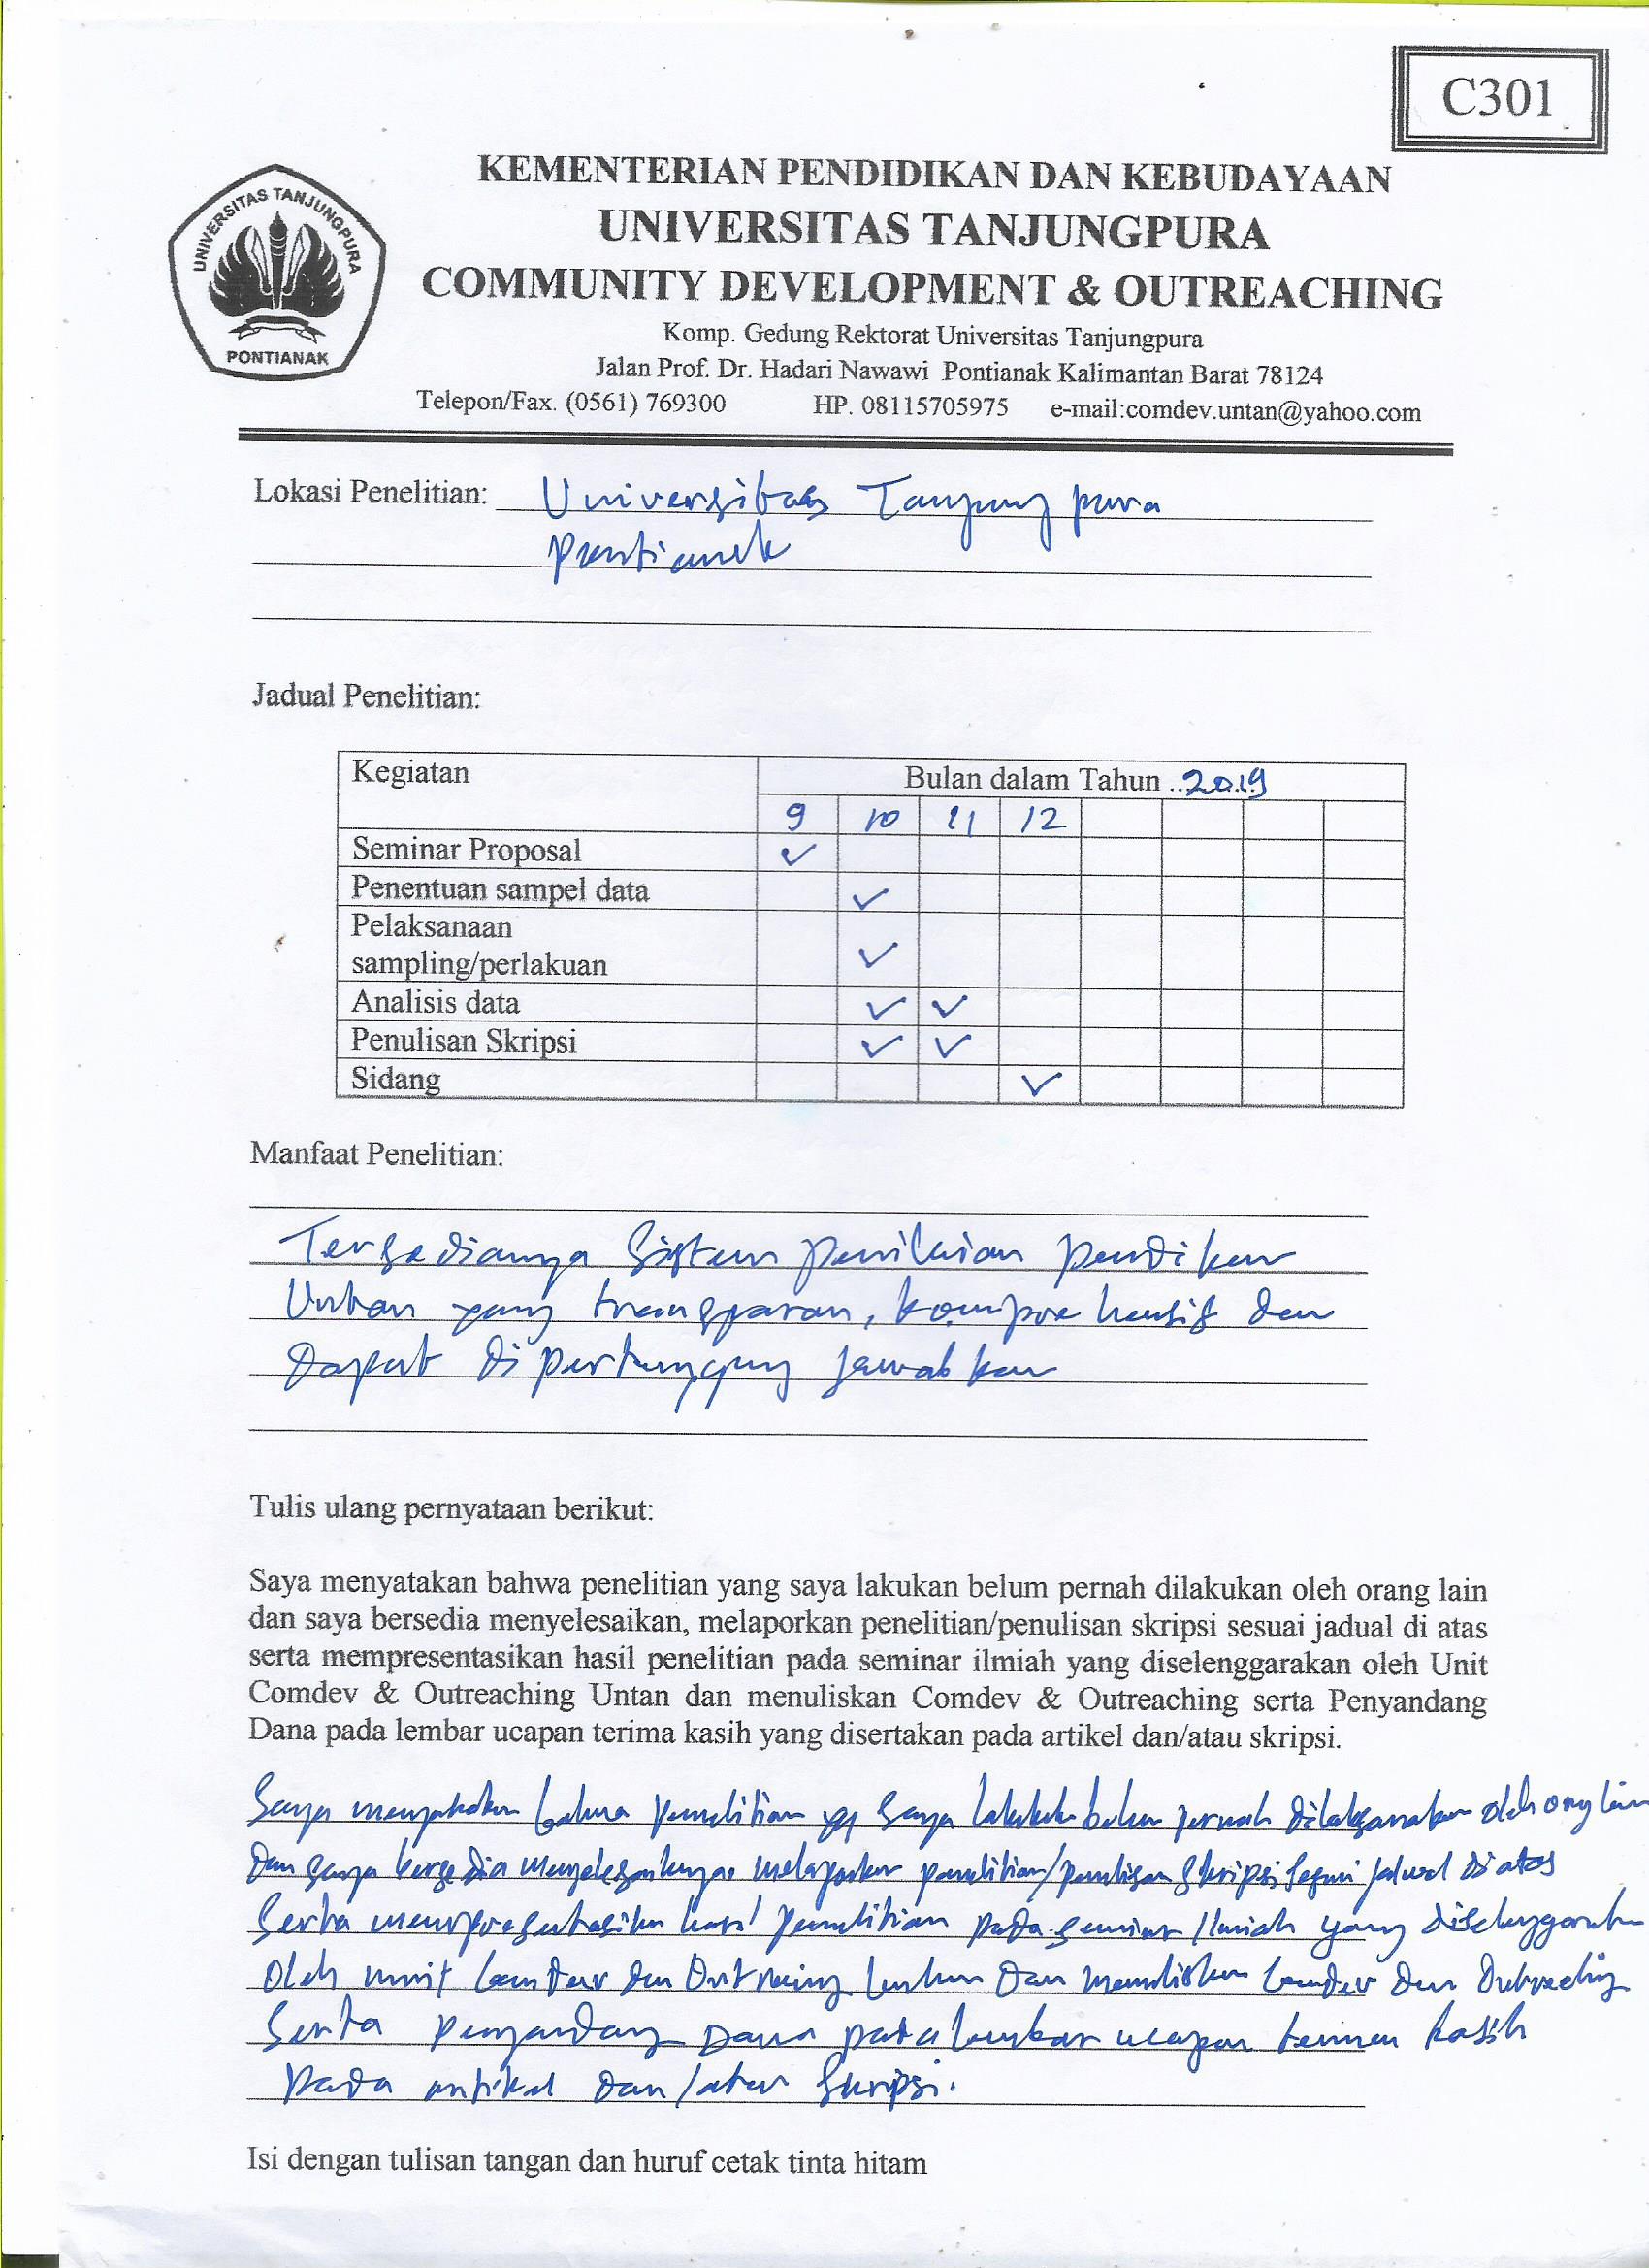 C301
KEMENTERIAN PENDIDIKAN DAN KEBUDAYAAN
UNIVERSITAS TANJUNGPURA
COMMUNITY DEVELOPMENT & OUTREACHING
UNIVERSITAS TANJUNGPURA
PONTIANAK
Komp. Gedung Rektorat Universitas Tanjungpura
Jalan Prof. Dr. Hadari Nawawi Pontianak Kalimantan Barat 78124
Telepon/Fax. (0561) 769300 HP. 08115705975 e-mail:comdev.untan@yahoo.com
Lokasi Penelitian: Universitas Tanjungpura
Pontianak
Jadual Penelitian:
Kegiatan Bulan dalam Tahun ..2019
9 10 11 12
Seminar Proposal ✓
Penentuan sampel data ✓
Pelaksanaan
sampling/perlakuan ✓
Analisis data ✓ ✓
Penulisan Skripsi ✓ ✓
Sidang ✓
Manfaat Penelitian:
Tersedianya Sistem penilaian
Untan yang transparan, komprehensif dan
Dapat dipertanggung jawabkan
Tulis ulang pernyataan berikut:
Saya menyatakan bahwa penelitian yang saya lakukan belum pernah dilakukan oleh orang lain
dan saya bersedia menyelesaikan, melaporkan penelitian/penulisan skripsi sesuai jadual di atas
serta mempresentasikan hasil penelitian pada seminar ilmiah yang diselenggarakan oleh Unit
Comdev & Outreaching Untan dan menuliskan Comdev & Outreaching serta Penyandang
Dana pada lembar ucapan terima kasih yang disertakan pada artikel dan/atau skripsi.
Saya menyatakan bahwa penelitian yg saya lakukan belum pernah dilaksanakan oleh orang lain
dan saya bersedia melaporkan penelitian/penulisan skripsi sesuai jadwal di atas
Serta mempresentasikan hasil penelitian pada seminar Ilmiah yang diselenggarakan
Oleh unit Comdev dan Untan dan menuliskan Comdev dan
Serta penyandang Dana pada lembar ucapan terima kasih
pada artikel dan/atau skripsi.
Isi dengan tulisan tangan dan huruf cetak tinta hitam